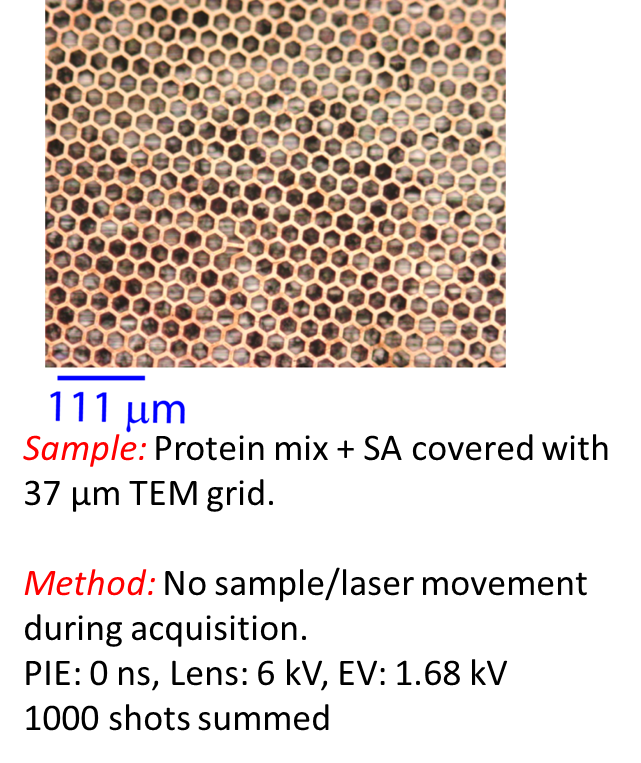 111 μm
Sample: Protein mix + SA covered with
37 μm TEM grid.
Method: No sample/laser movement
during acquisition.
PIE: 0 ns, Lens: 6 kV, EV: 1.68 kV
1000 shots summed